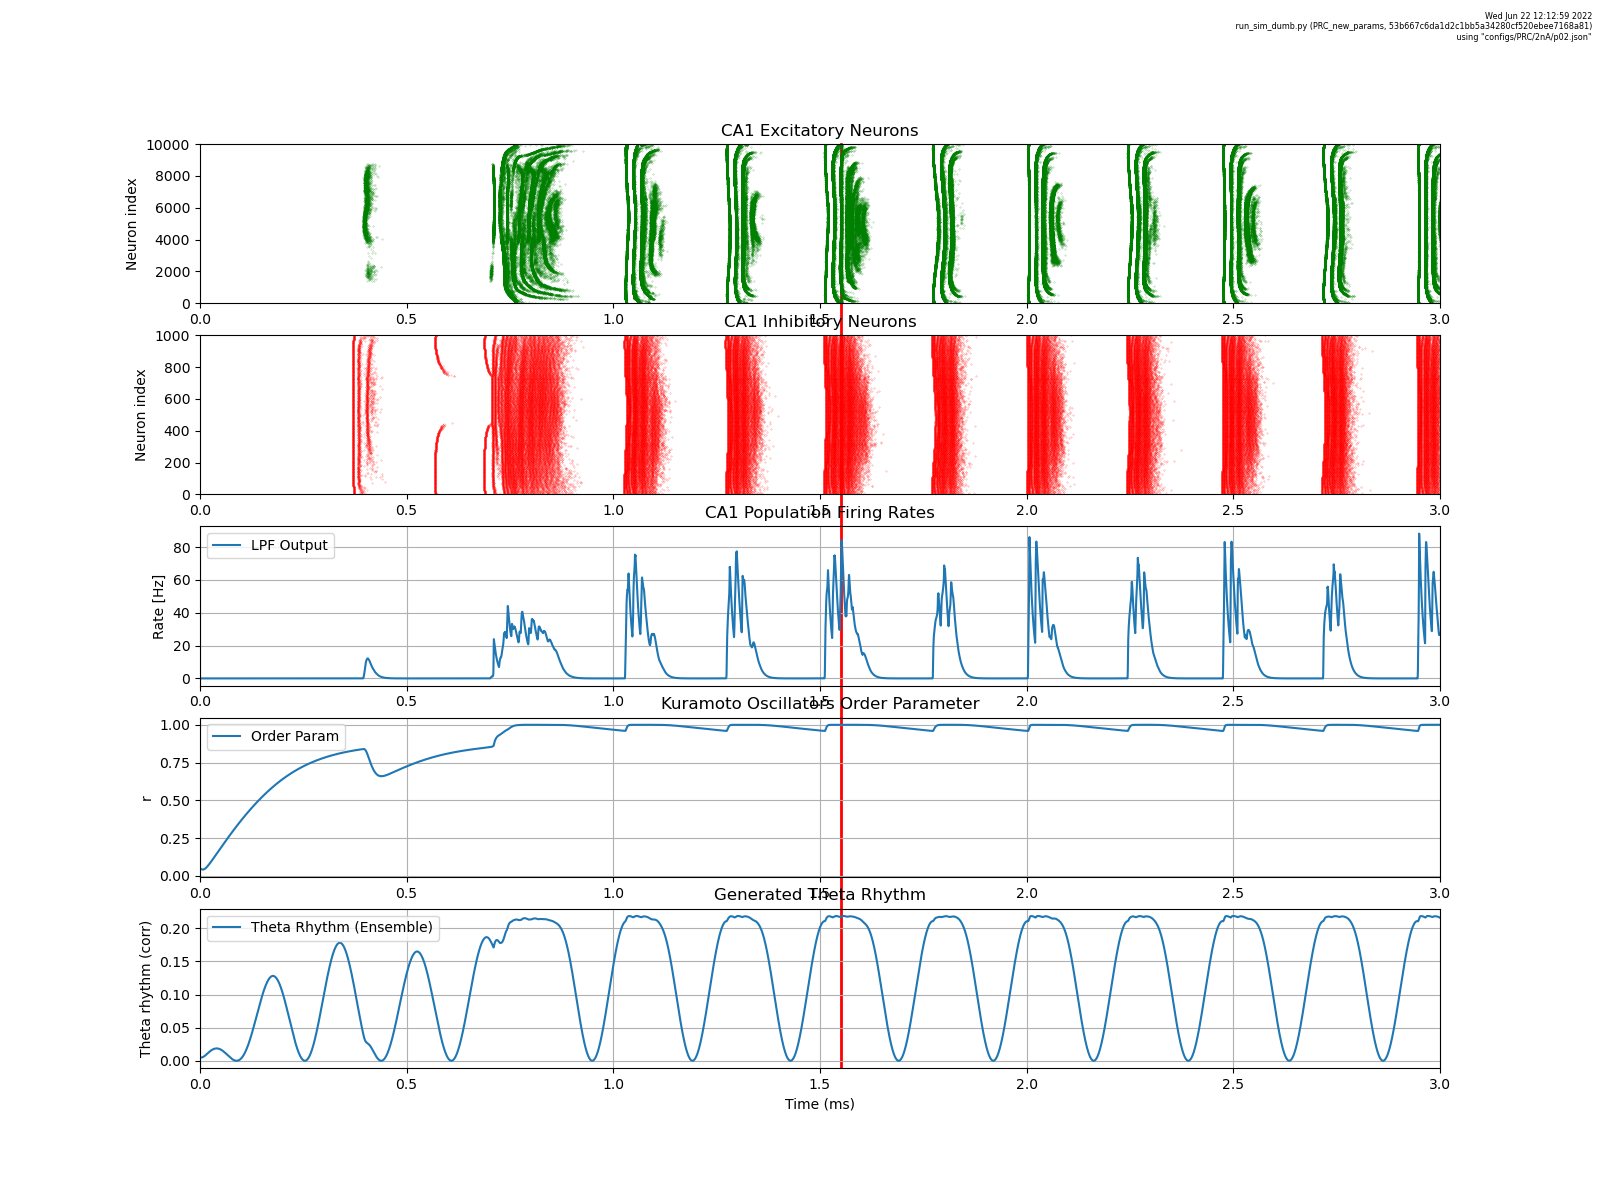 Wed Jun 22 12:12:59 2022
run_sim_dumb.py (PRC_new_params, 53b667c6da1d2c1bb5a34280cf520ebee7168a81)
using "configs/PRC/2nA/p02.json"
CA1 Excitatory Neurons
Neuron index
10000
8000
6000
4000
2000
0
0.0 0.5 1.0 1.5 2.0 2.5 3.0
CA1 Inhibitory Neurons
Neuron index
1000
800
600
400
200
0
0.0 0.5 1.0 1.5 2.0 2.5 3.0
CA1 Population Firing Rates
LPF Output
Rate [Hz]
80
60
40
20
0
0.0 0.5 1.0 1.5 2.0 2.5 3.0
Kuramoto Oscillators Order Parameter
Order Param
r
1.00
0.75
0.50
0.25
0.00
0.0 0.5 1.0 1.5 2.0 2.5 3.0
Generated Theta Rhythm
Theta Rhythm (Ensemble)
Theta rhythm (corr)
0.20
0.15
0.10
0.05
0.00
0.0 0.5 1.0 1.5 2.0 2.5 3.0
Time (ms)